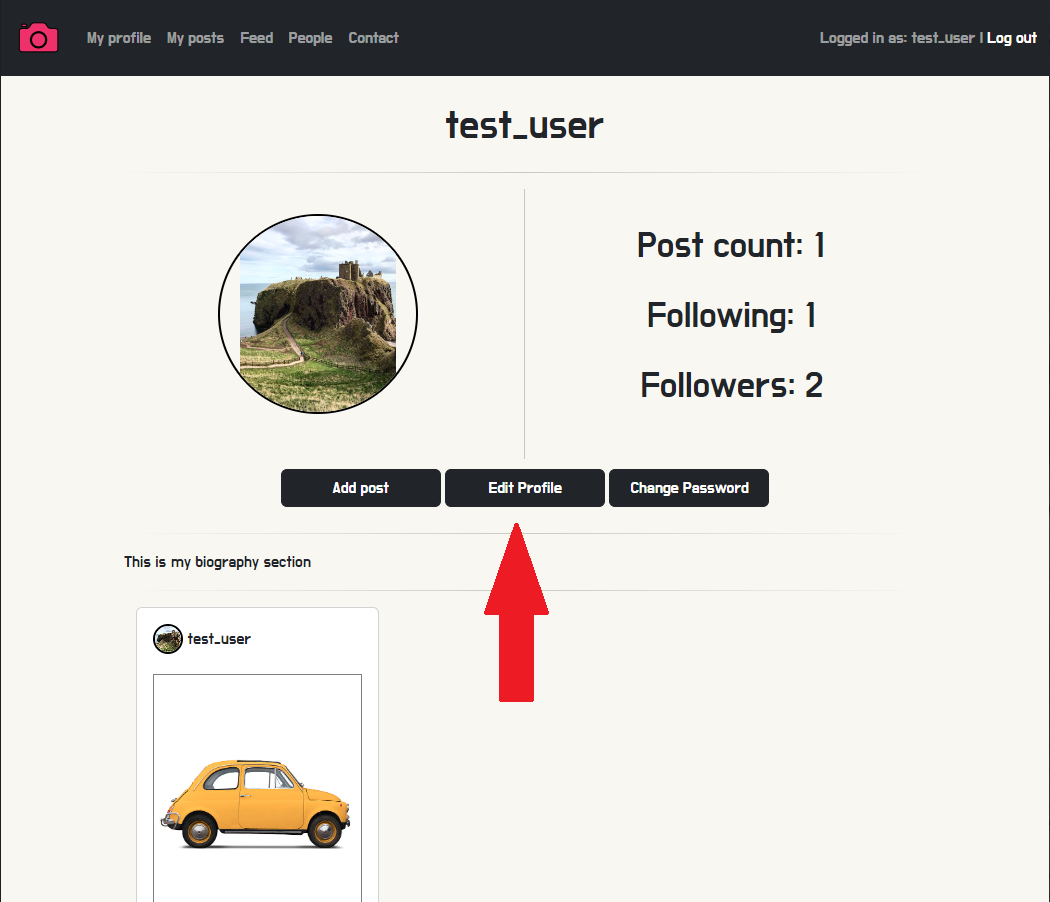 My profile My posts Feed People Contact Logged in as: test_user | Log out
test_user
Post count: 1
Following: 1
Followers: 2
Add post Edit Profile Change Password
This is my biography section
test_user